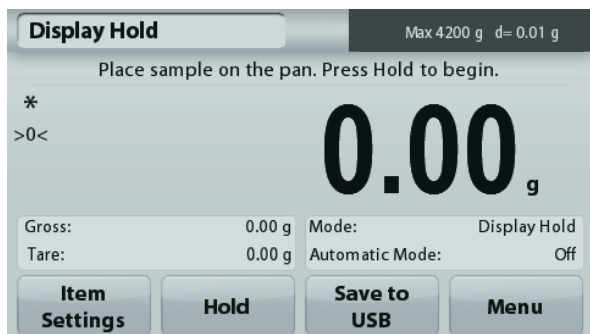 Display Hold
Max 4200 g d= 0.01 g
Place sample on the pan. Press Hold to begin.
*
>0<
0.00 g
Gross: 0.00 g
Tare: 0.00 g
Mode: Display Hold
Automatic Mode: Off
Item Settings
Hold
Save to USB
Menu